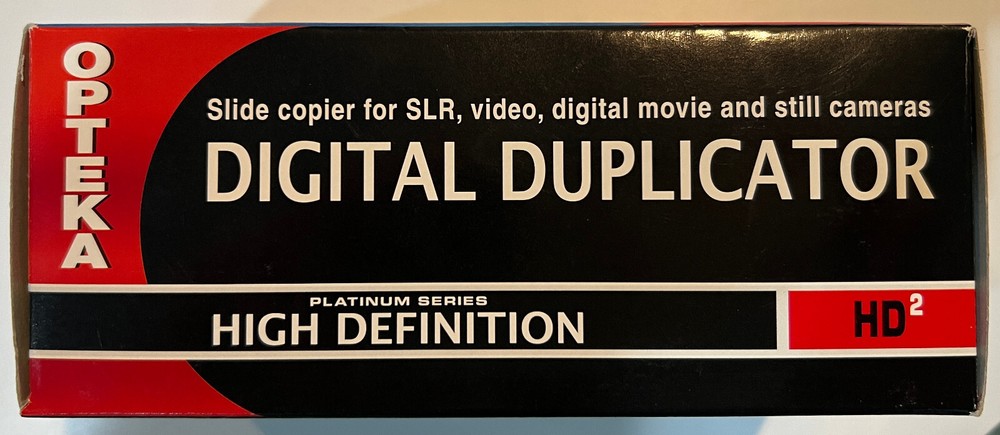 OPTEKA
Slide copier for SLR, video, digital movie and still cameras
DIGITAL DUPLICATOR
PLATINUM SERIES
HIGH DEFINITION
HD²